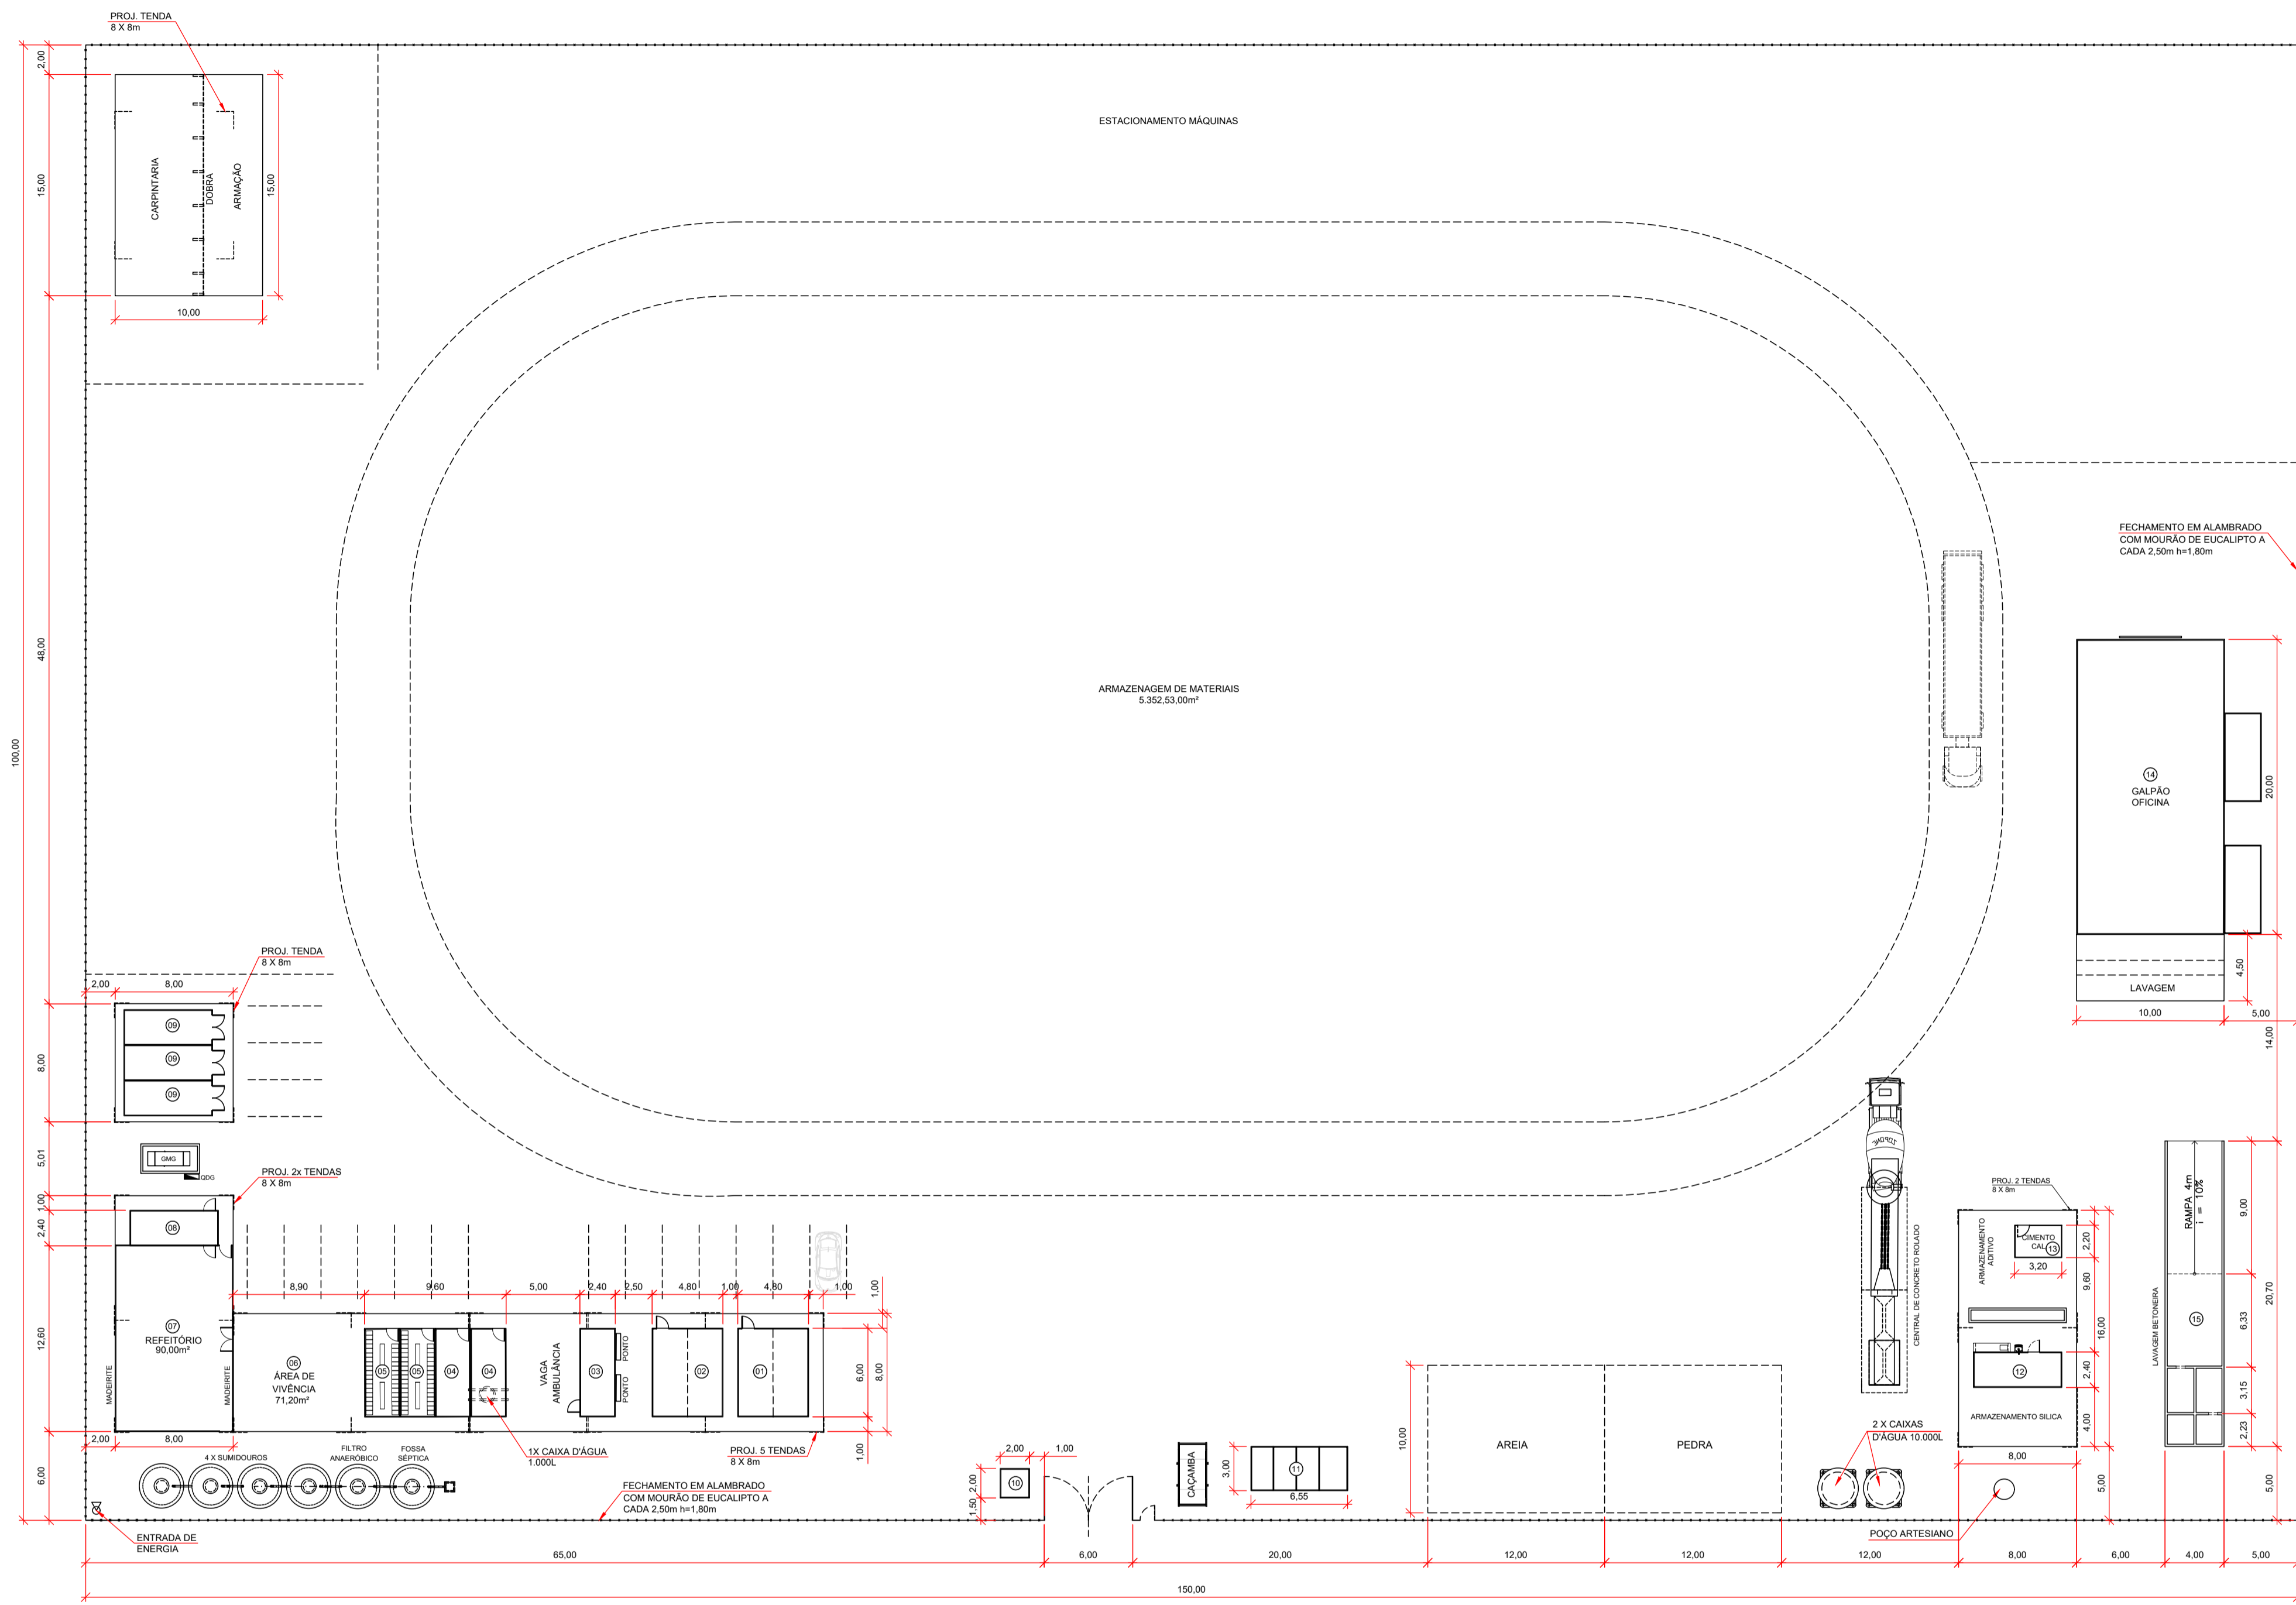 PROJ. TENDA
8 X 8m
2,00
ESTACIONAMENTO MÁQUINAS
CARPINTARIA
DOBRA
ARMAÇÃO
15,00
15,00
10,00
FECHAMENTO EM ALAMBRADO
COM MOURÃO DE EUCALIPTO A
CADA 2,50m h=1,80m
48,00
100,00
ARMAZENAGEM DE MATERIAIS
5.352,53,00m²
14
GALPÃO
OFICINA
20,00
PROJ. TENDA
8 X 8m
4,50
LAVAGEM
2,00
8,00
10,00
5,00
14,00
09
09
09
8,00
5,01
GMG
QDG
PROJ. 2x TENDAS
8 X 8m
1,00
2,40
08
12,60
07
REFEITÓRIO
90,00m²
MADEIRITE
MADEIRITE
06
ÁREA DE
VIVÊNCIA
71,20m²
8,90
9,60
5,00
2,40
2,50
4,80
1,00
4,80
1,00
1,00
05
05
04
04
VAGA
AMBULÂNCIA
03
PONTO
PONTO
02
01
6,00
8,00
1,00
2,00
8,00
1X CAIXA D'ÁGUA
1.000L
PROJ. 5 TENDAS
8 X 8m
4 X SUMIDOUROS
FILTRO
ANAERÓBICO
FOSSA
SÉPTICA
6,00
FECHAMENTO EM ALAMBRADO
COM MOURÃO DE EUCALIPTO A
CADA 2,50m h=1,80m
ENTRADA DE
ENERGIA
2,00
1,00
2,00
1,50
10
CAÇAMBA
3,00
11
6,55
10,00
AREIA
PEDRA
CENTRAL DE CONCRETO ROLADO
2 X CAIXAS
D'ÁGUA 10.000L
PROJ. 2 TENDAS
8 X 8m
ARMAZENAMENTO
ADITIVO
CIMENTO
CAL
13
3,20
2,20
9,60
16,00
12
2,40
ARMAZENAMENTO SILICA
4,00
8,00
5,00
POÇO ARTESIANO
LAVAGEM BETONEIRA
RAMPA 4m
i = 10%
15
9,00
6,33
20,70
3,15
2,23
5,00
65,00
6,00
20,00
12,00
12,00
12,00
8,00
6,00
4,00
5,00
150,00